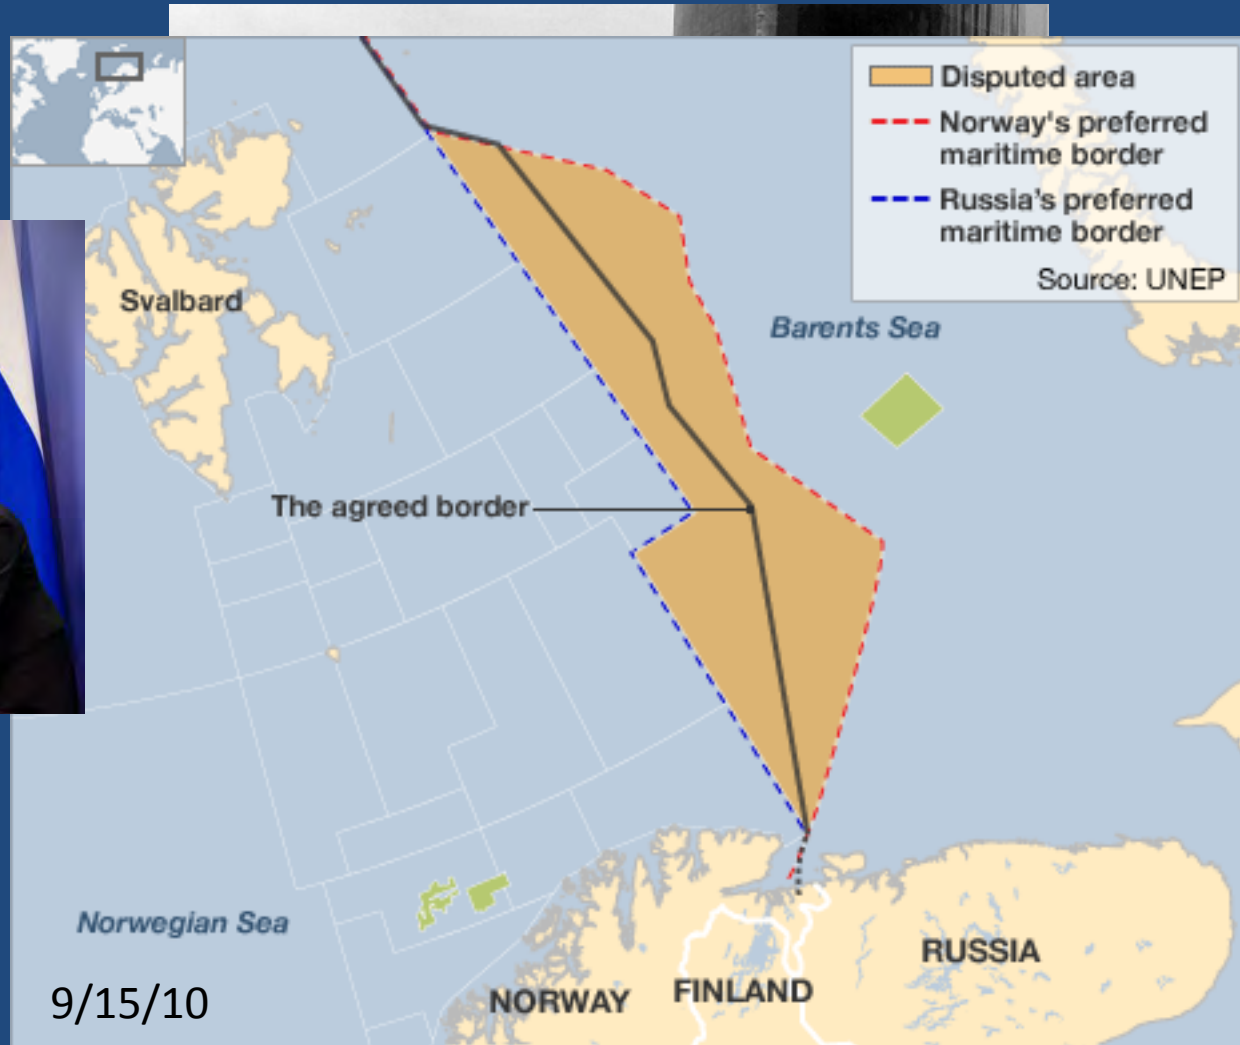 Disputed area
Norway's preferred
maritime border
Russia's preferred
maritime border
Source: UNEP
Svalbard
Barents Sea
The agreed border
Norwegian Sea
RUSSIA
NORWAY
FINLAND
9/15/10